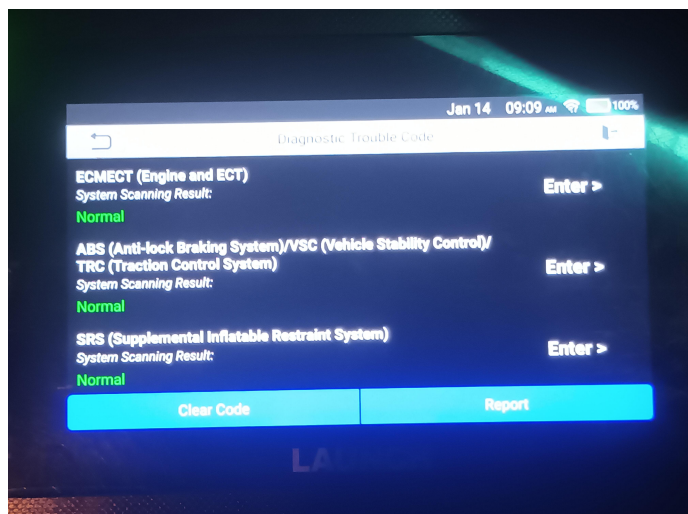 Jan 14 09:09 AM 100%
Diagnostic Trouble Code
ECMECT (Engine and ECT)
System Scanning Result:
Enter >
Normal
ABS (Anti-lock Braking System)/VSC (Vehicle Stability Control)/
TRC (Traction Control System)
System Scanning Result:
Enter >
Normal
SRS (Supplemental Inflatable Restraint System)
System Scanning Result:
Enter >
Normal
Clear Code
Report
LAUNCH